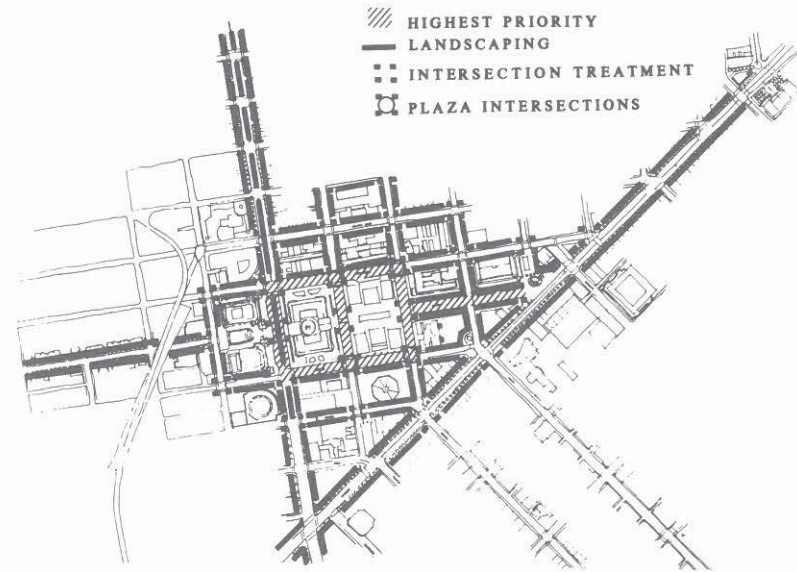 HIGHEST PRIORITY
LANDSCAPING
INTERSECTION TREATMENT
PLAZA INTERSECTIONS